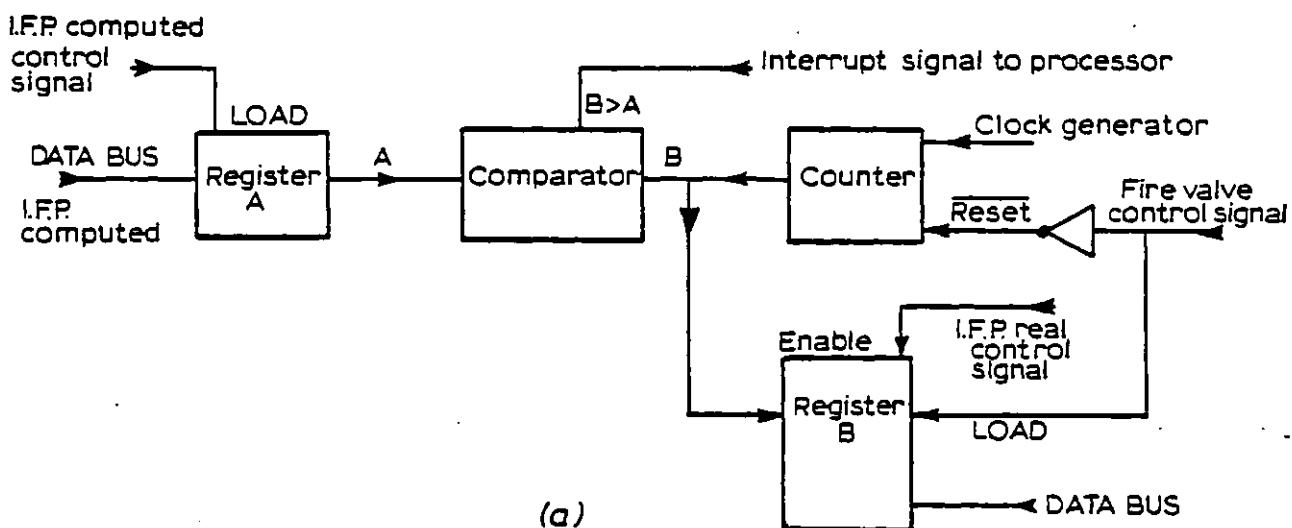 I.F.P. computed
control
signal
LOAD
DATA BUS
I.F.P.
computed
Register
A
A
Comparator
B>A
Interrupt signal to processor
B
Counter
Clock generator
Reset
Fire valve
control signal
Enable
I.F.P. real
control
signal
Register
B
LOAD
DATA BUS
(a)